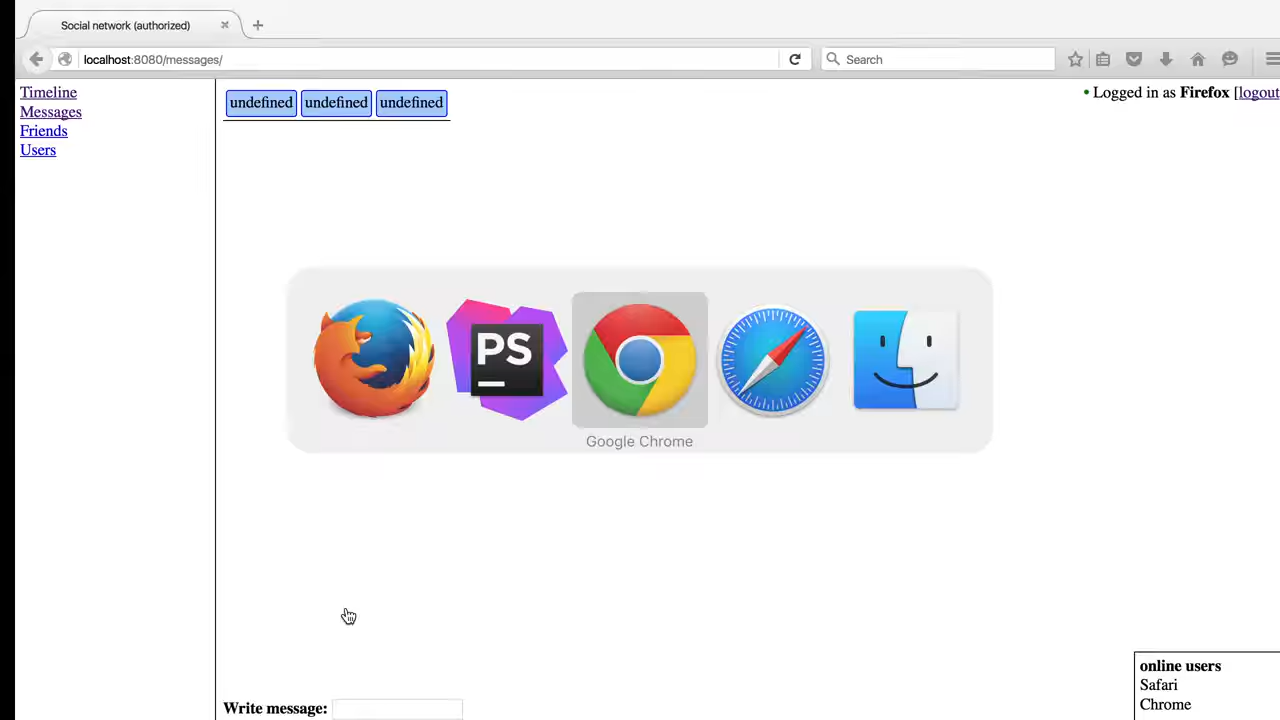 Social network (authorized)
localhost:8080/messages/
Search
Timeline
Messages
Friends
Users
undefined undefined undefined
• Logged in as Firefox [logout
PS
Google Chrome
Write message:
online users
Safari
Chrome